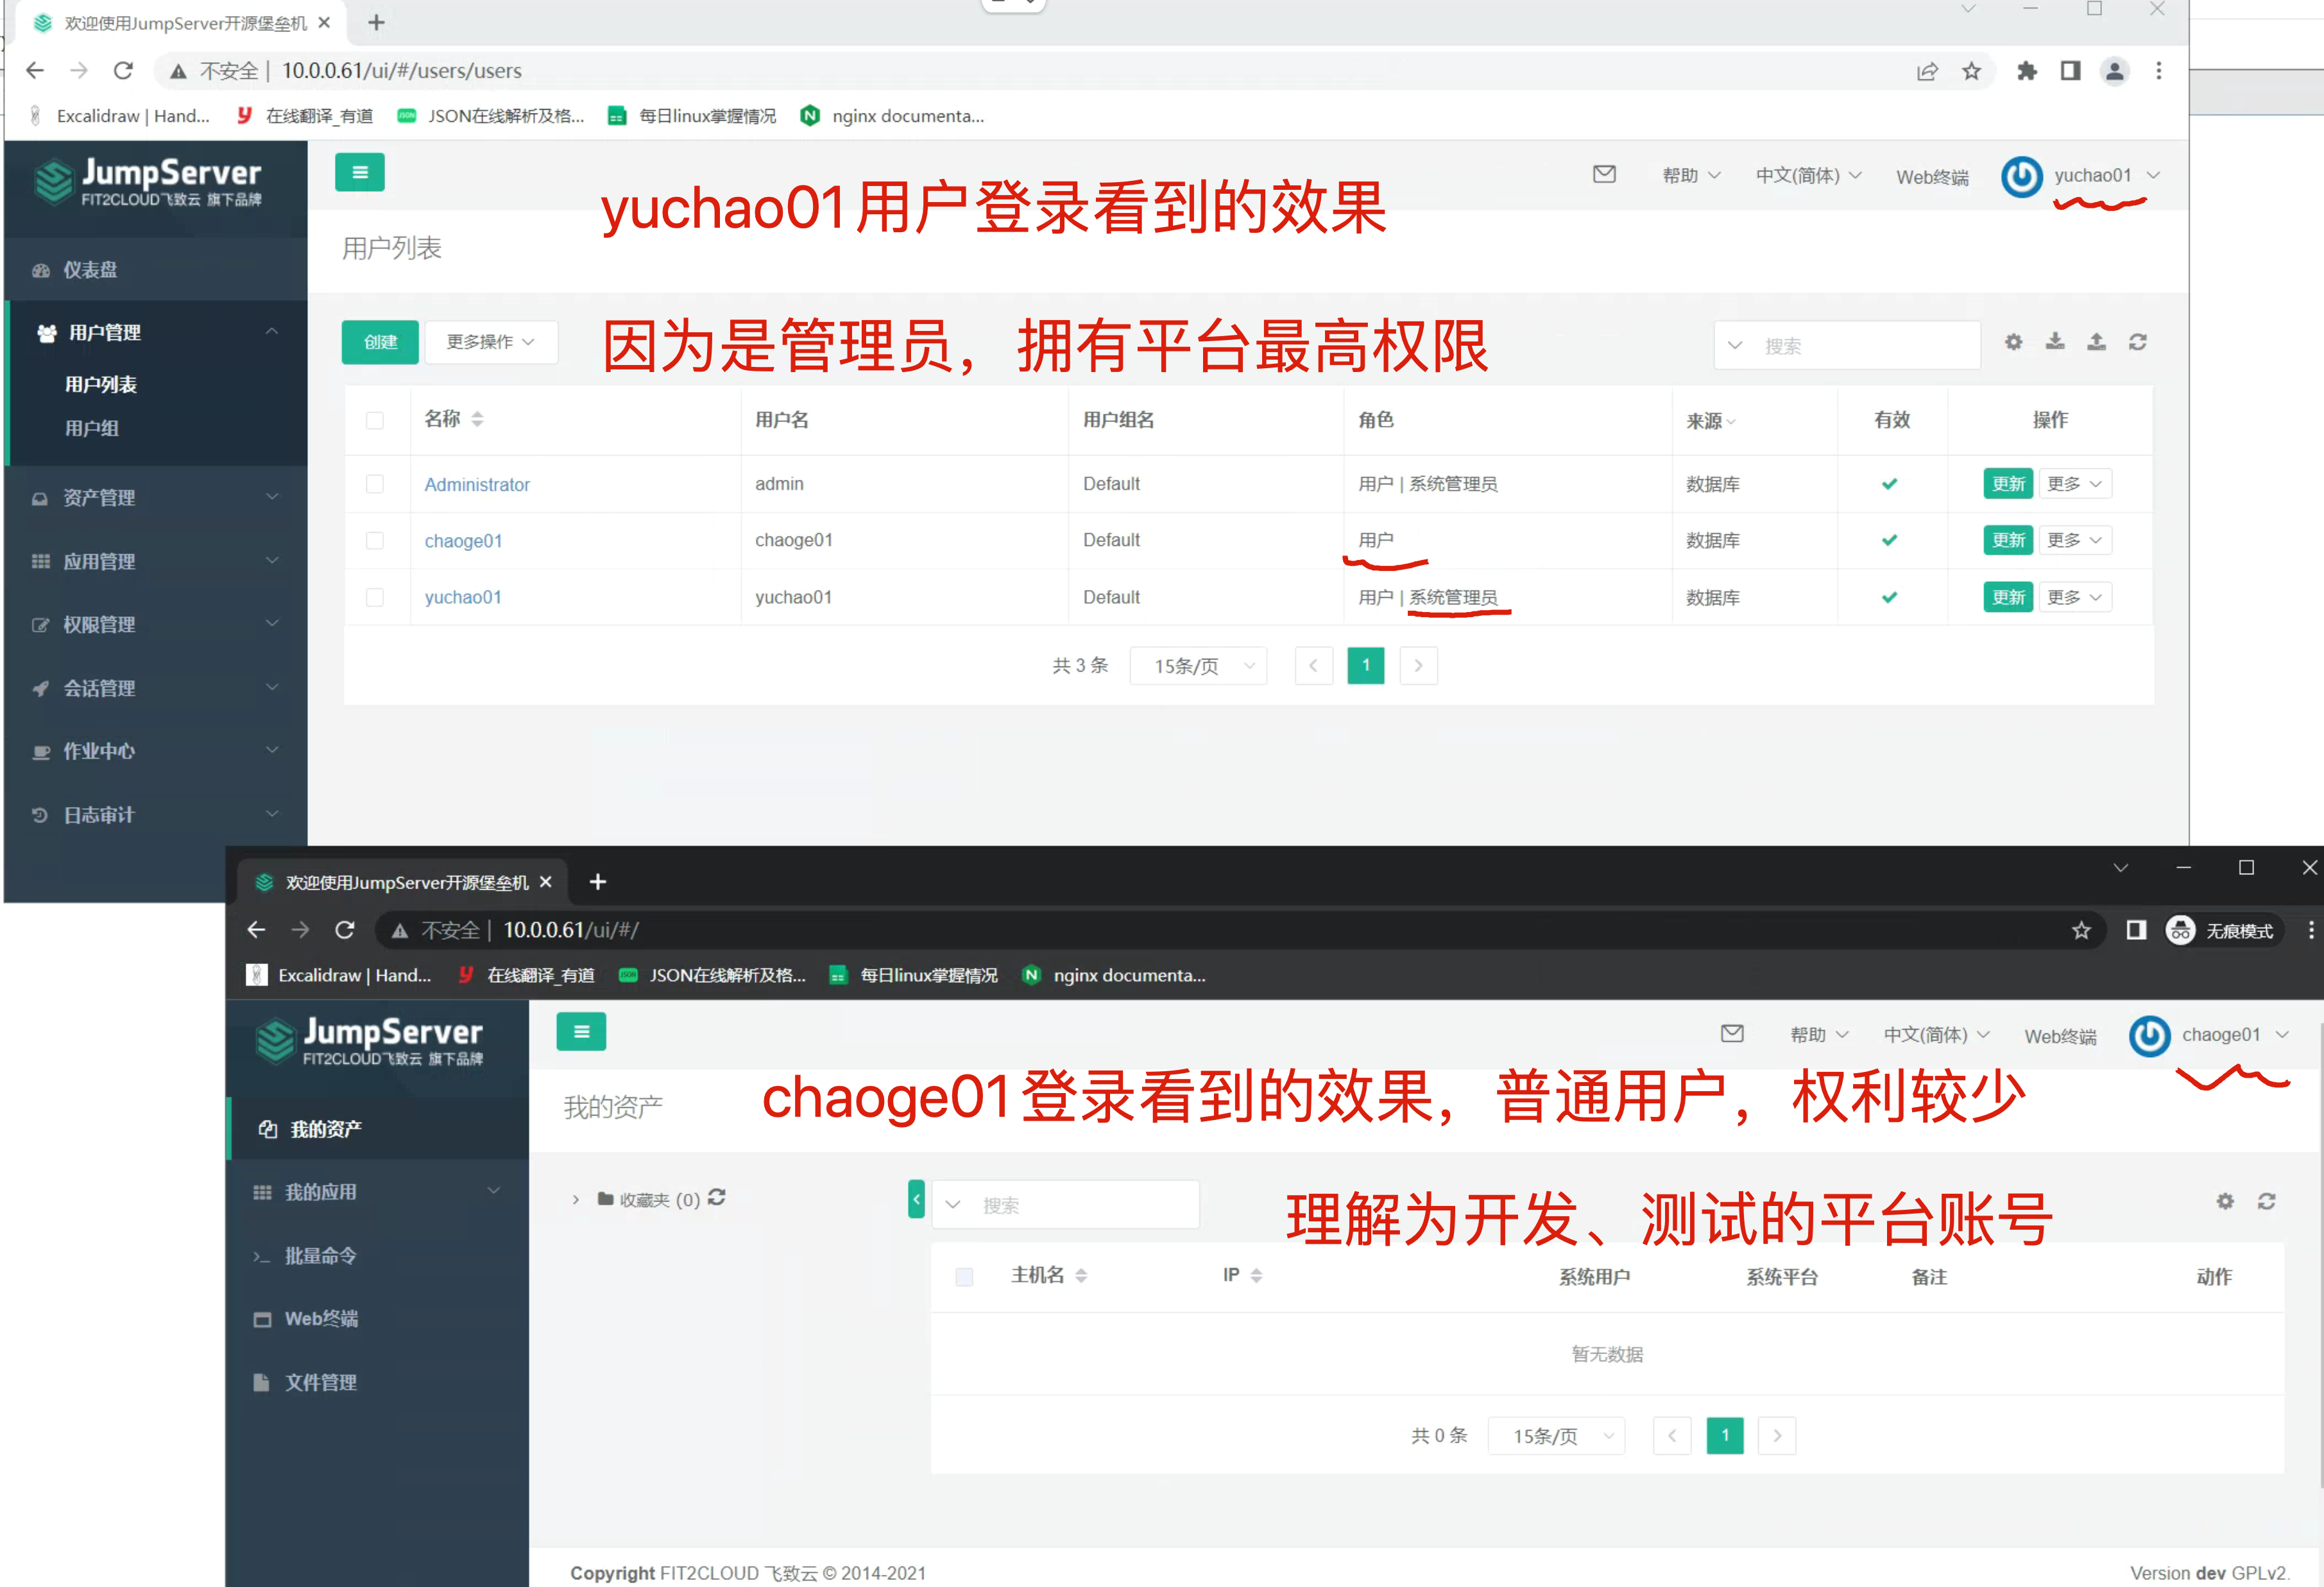 欢迎使用JumpServer开源堡垒机
不安全 | 10.0.0.61/ui/#/users/users
Excalidraw | Hand... 在线翻译_有道 JSON在线解析及格... 每日linux掌握情况 nginx documenta...
JumpServer
FIT2CLOUD飞致云 旗下品牌
帮助 中文(简体) Web终端 yuchao01
yuchao01用户登录看到的效果
用户列表
仪表盘
用户管理
用户列表
用户组
资产管理
应用管理
权限管理
会话管理
作业中心
日志审计
创建 更多操作
因为是管理员，拥有平台最高权限
搜索
名称 用户名 用户组名 角色 来源 有效 操作
Administrator admin Default 用户 | 系统管理员 数据库 更新 更多
chaoge01 chaoge01 Default 用户 数据库 更新 更多
yuchao01 yuchao01 Default 用户 | 系统管理员 数据库 更新 更多
共 3 条 15条/页 1
欢迎使用JumpServer开源堡垒机
不安全 | 10.0.0.61/ui/#/
无痕模式
Excalidraw | Hand... 在线翻译_有道 JSON在线解析及格... 每日linux掌握情况 nginx documenta...
JumpServer
FIT2CLOUD飞致云 旗下品牌
帮助 中文(简体) Web终端 chaoge01
我的资产
chaoge01登录看到的效果，普通用户，权利较少
我的资产
我的应用
批量命令
Web终端
文件管理
收藏夹 (0)
搜索
理解为开发、测试的平台账号
主机名 IP 系统用户 系统平台 备注 动作
暂无数据
共 0 条 15条/页 1
Copyright FIT2CLOUD 飞致云 © 2014-2021
Version dev GPLv2.